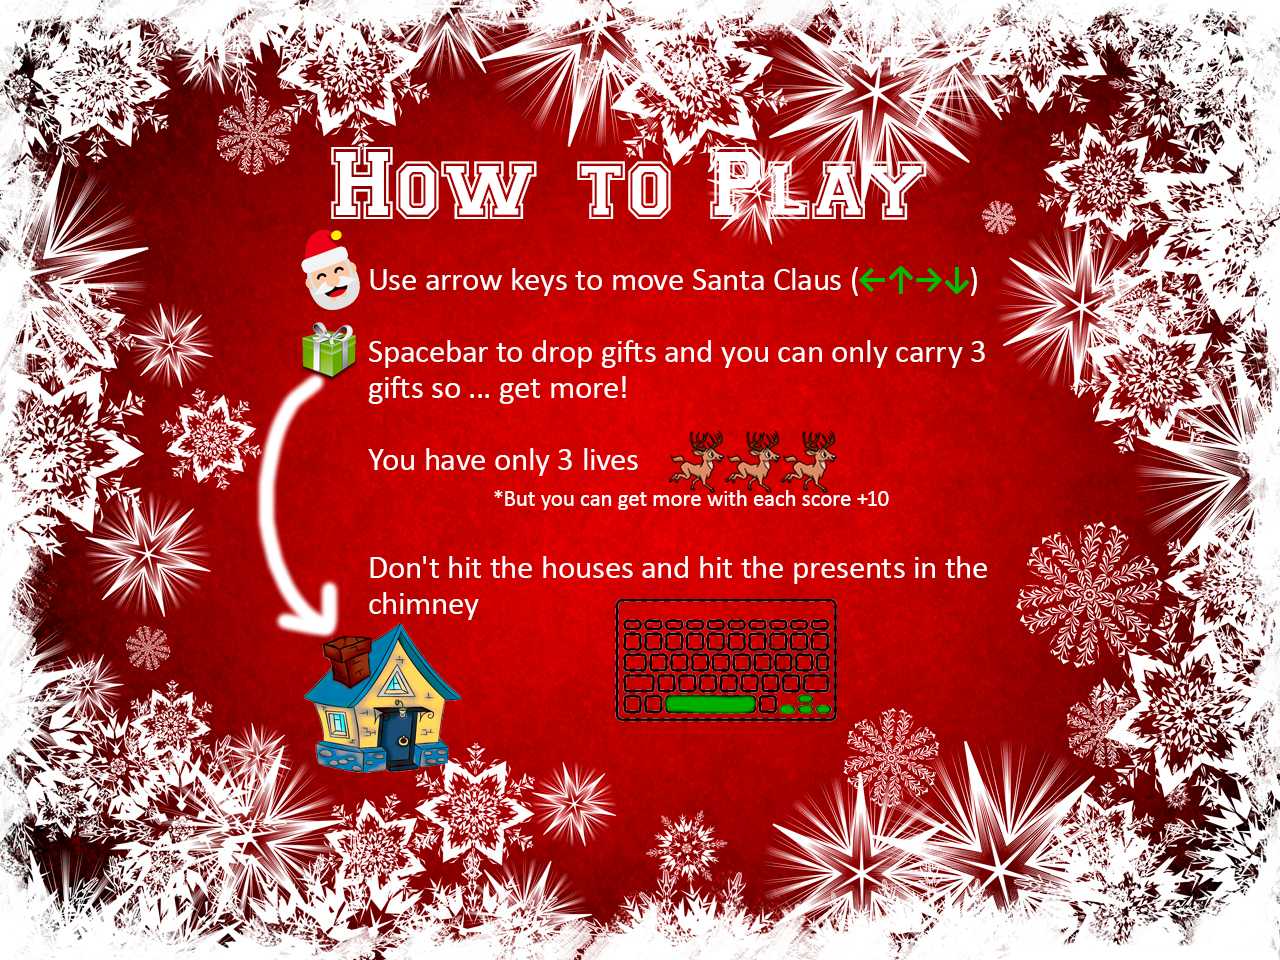 How to Play
Use arrow keys to move Santa Claus (←↑→↓)
Spacebar to drop gifts and you can only carry 3
gifts so ... get more!
You have only 3 lives
*But you can get more with each score +10
Don't hit the houses and hit the presents in the
chimney